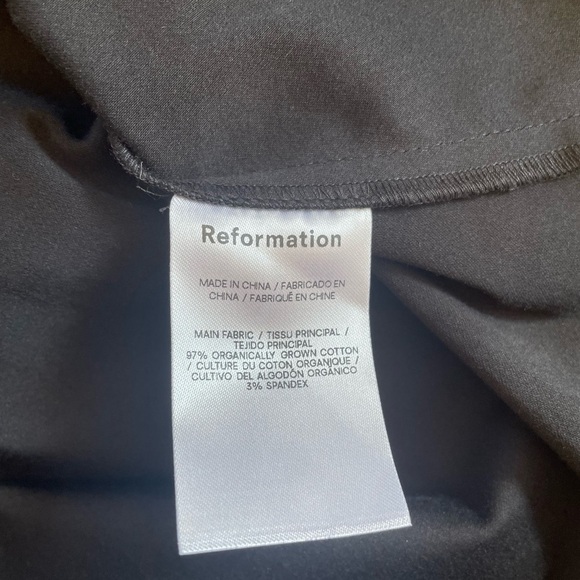 Reformation
MADE IN CHINA / FABRICADO EN
CHINA / FABRIQUÉ EN CHINE
MAIN FABRIC / TISSU PRINCIPAL /
TEJIDO PRINCIPAL
97% ORGANICALLY GROWN COTTON
/ CULTURE DU COTON ORGANIQUE /
CULTIVO DEL ALGODÓN ORGÁNICO
3% SPANDEX